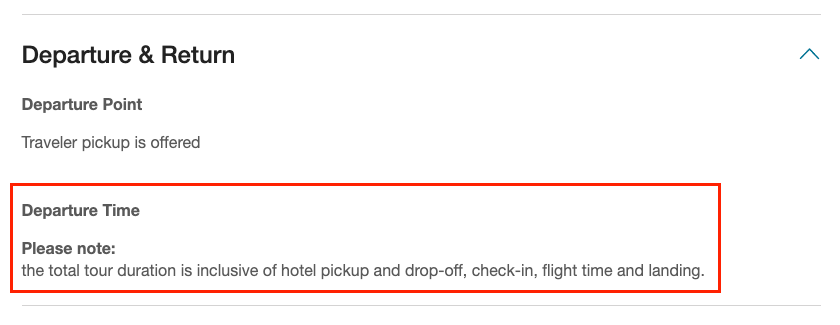 Departure & Return
Departure Point
Traveler pickup is offered
Departure Time
Please note:
the total tour duration is inclusive of hotel pickup and drop-off, check-in, flight time and landing.